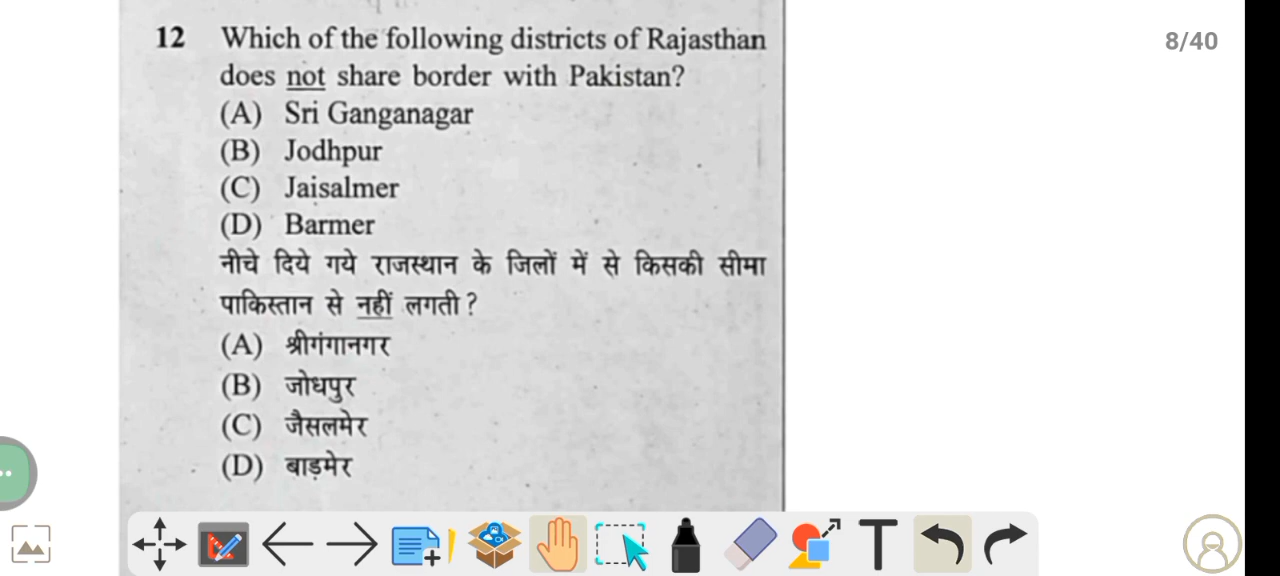 12 Which of the following districts of Rajasthan
does not share border with Pakistan?
(A) Sri Ganganagar
(B) Jodhpur
(C) Jaisalmer
(D) Barmer
नीचे दिये गये राजस्थान के जिलों में से किसकी सीमा
पाकिस्तान से नहीं लगती ?
(A) श्रीगंगानगर
(B) जोधपुर
(C) जैसलमेर
(D) बाड़मेर
8/40
T